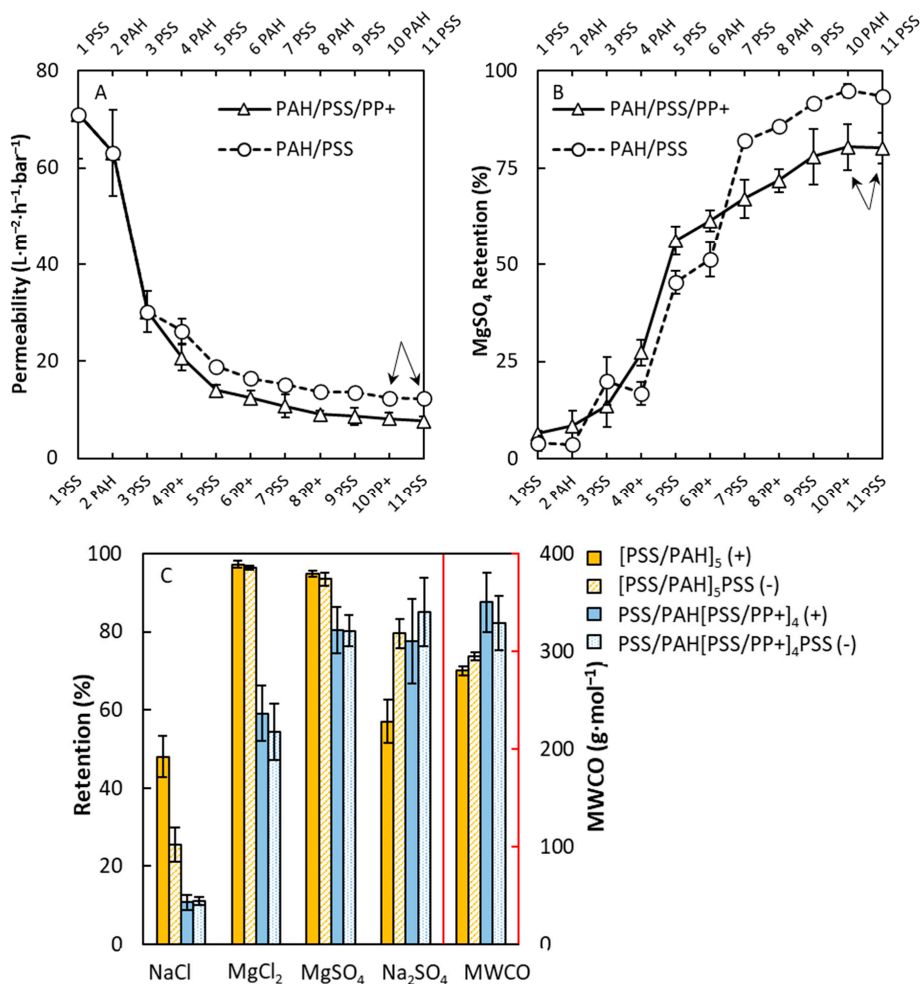 1 PSS 2 PAH 3 PSS 4 PAH 5 PSS 6 PAH 7 PSS 8 PAH 9 PSS 10 PAH 11 PSS
80
60
40
20
0
Permeability (L·m⁻²·h⁻¹·bar⁻¹)
A
PAH/PSS/PP+
PAH/PSS
1 PSS 2 PAH 3 PSS 4 PP+ 5 PSS 6 PP+ 7 PSS 8 PP+ 9 PSS 10 PP+ 11 PSS
1 PSS 2 PAH 3 PSS 4 PAH 5 PSS 6 PAH 7 PSS 8 PAH 9 PSS 10 PAH 11 PSS
100
75
50
25
0
MgSO₄ Retention (%)
B
PAH/PSS/PP+
PAH/PSS
1 PSS 2 PAH 3 PSS 4 PP+ 5 PSS 6 PP+ 7 PSS 8 PP+ 9 PSS 10 PP+ 11 PSS
100
80
60
40
20
0
Retention (%)
C
NaCl MgCl₂ MgSO₄ Na₂SO₄ MWCO
400
300
200
100
0
MWCO (g·mol⁻¹)
[PSS/PAH]₅ (+)
[PSS/PAH]₅PSS (-)
PSS/PAH[PSS/PP+]₄ (+)
PSS/PAH[PSS/PP+]₄PSS (-)